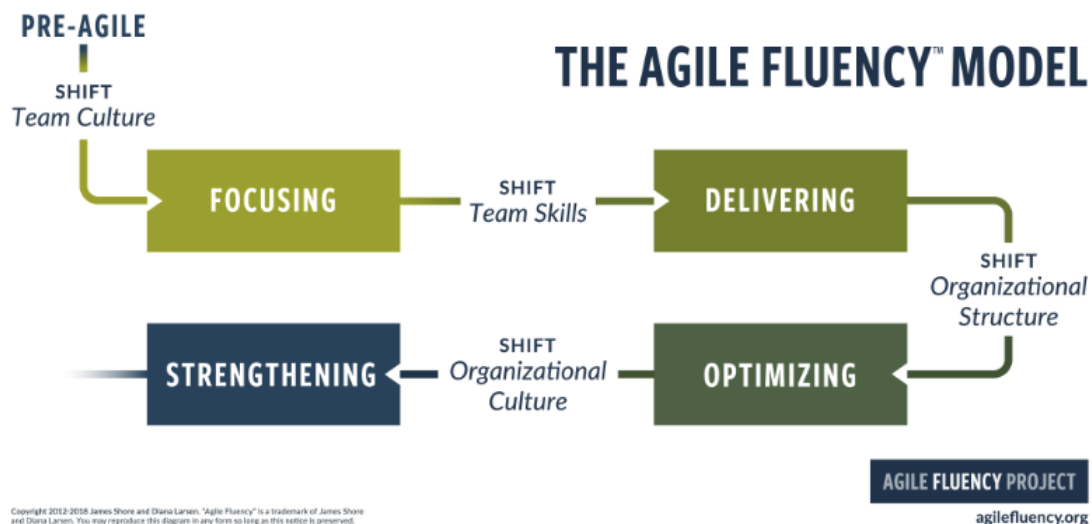 PRE-AGILE
THE AGILE FLUENCY™ MODEL
SHIFT
Team Culture
FOCUSING
SHIFT
Team Skills
DELIVERING
SHIFT
Organizational
Structure
STRENGTHENING
SHIFT
Organizational
Culture
OPTIMIZING
AGILE FLUENCY PROJECT
agilefluency.org
Copyright 2012-2018 James Shore and Diana Larsen. "Agile Fluency" is a trademark of James Shore
and Diana Larsen. You may reproduce this diagram in any form so long as this notice is preserved.